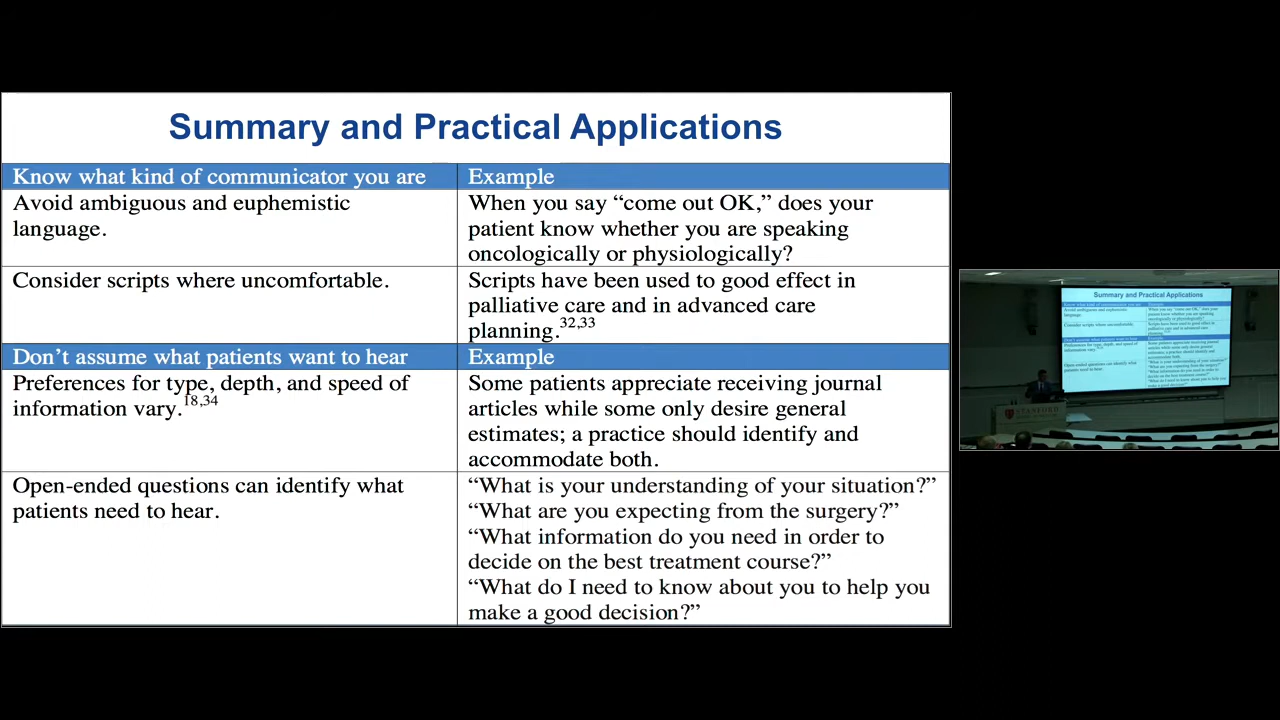 Summary and Practical Applications
Know what kind of communicator you are
Example
Avoid ambiguous and euphemistic
language.
When you say “come out OK,” does your
patient know whether you are speaking
oncologically or physiologically?
Consider scripts where uncomfortable.
Scripts have been used to good effect in
palliative care and in advanced care
planning.32,33
Don’t assume what patients want to hear
Example
Preferences for type, depth, and speed of
information vary.18,34
Some patients appreciate receiving journal
articles while some only desire general
estimates; a practice should identify and
accommodate both.
Open-ended questions can identify what
patients need to hear.
“What is your understanding of your situation?”
“What are you expecting from the surgery?”
“What information do you need in order to
decide on the best treatment course?”
“What do I need to know about you to help you
make a good decision?”
Summary and Practical Applications
STANFORD